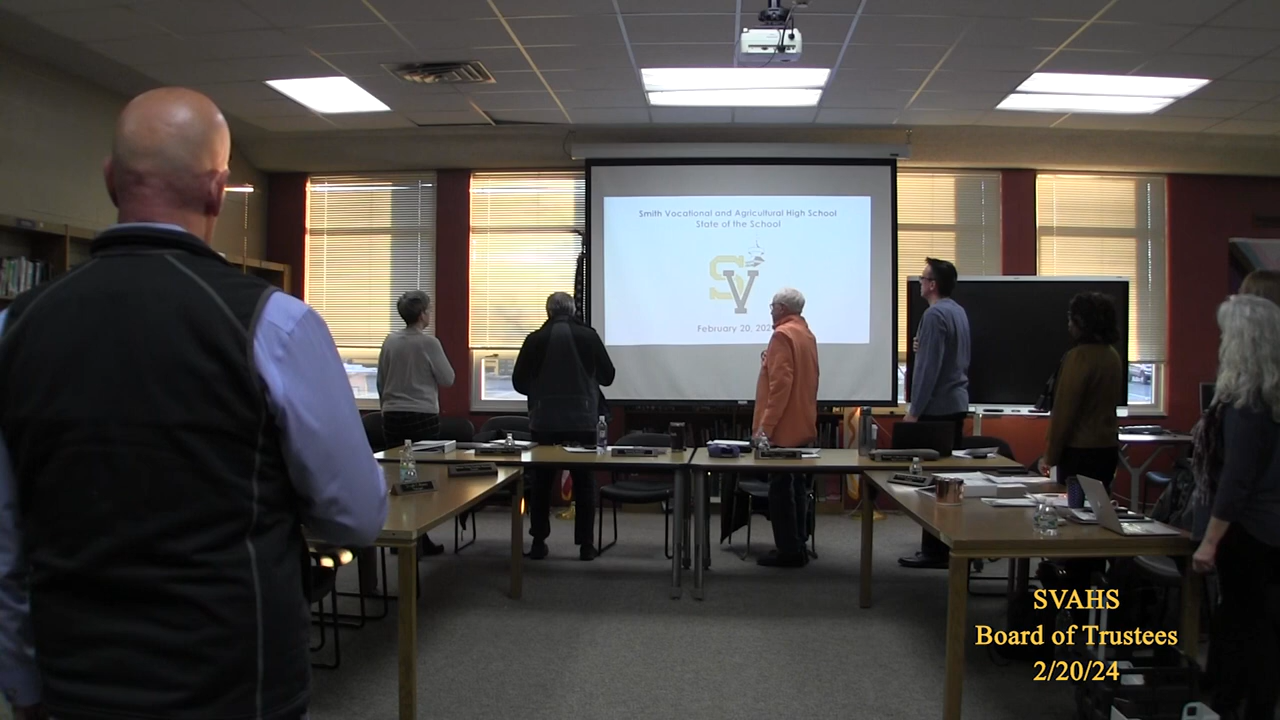 Smith Vocational and Agricultural High School
State of the School
SV
February 20, 202
SVAHS
Board of Trustees
2/20/24